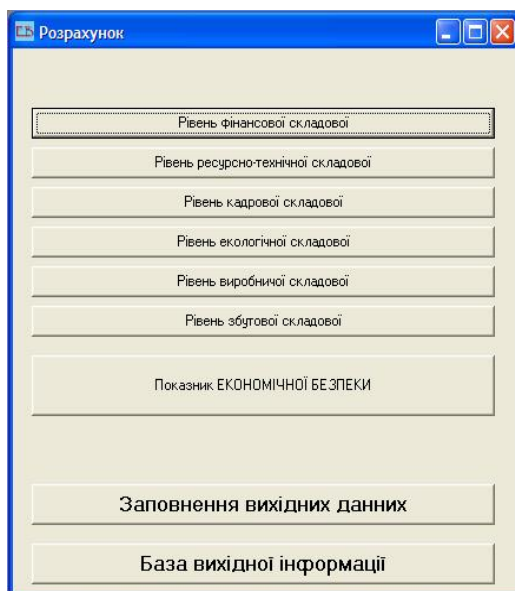 Розрахунок
Рівень фінансової складової
Рівень ресурсно-технічної складової
Рівень кадрової складової
Рівень екологічної складової
Рівень виробничої складової
Рівень збутової складової
Показник ЕКОНОМІЧНОЇ БЕЗПЕКИ
Заповнення вихідних данних
База вихідної інформації